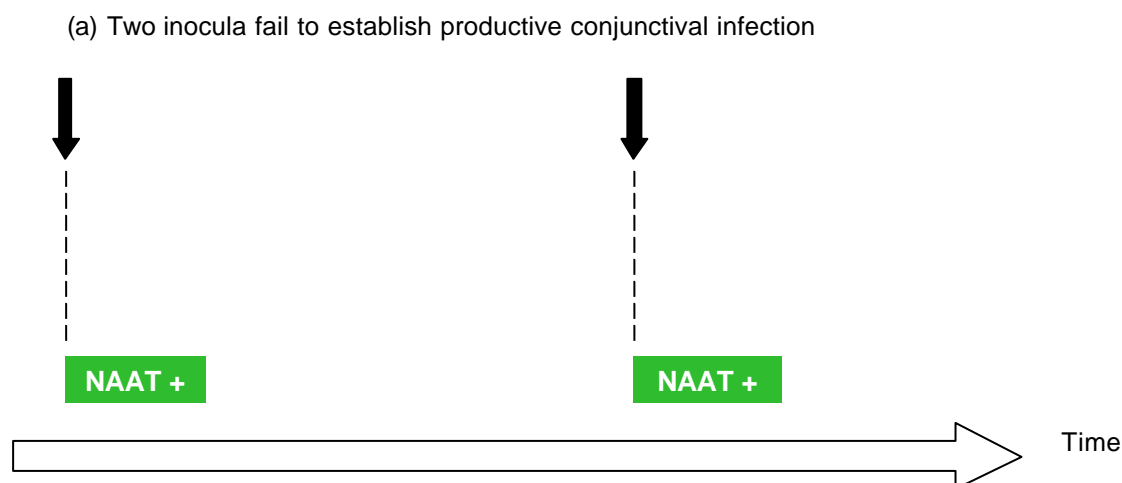 (a) Two inocula fail to establish productive conjunctival infection
NAAT + NAAT +
Time